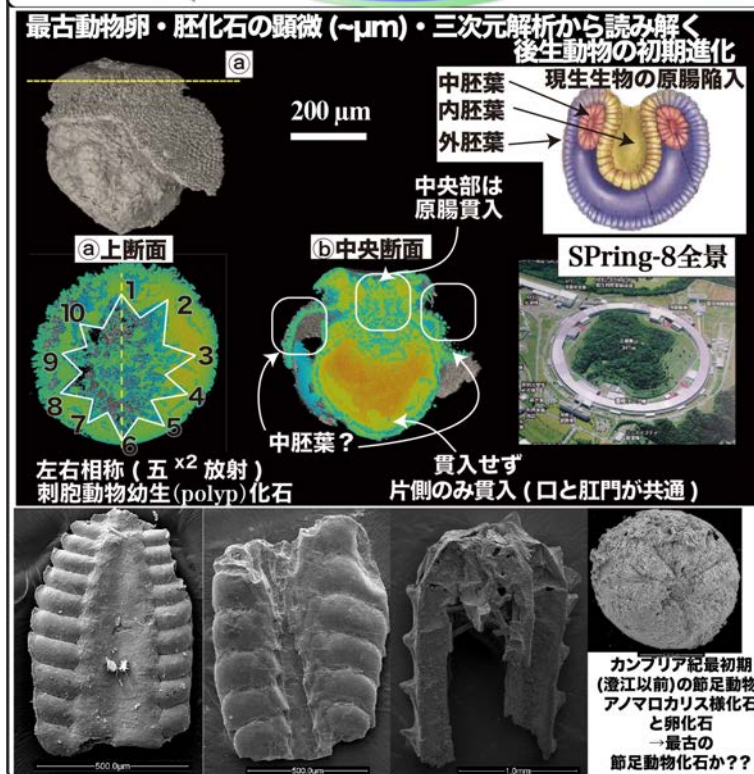 最古動物卵・胚化石の顕微(~µm)・三次元解析から読み解く
後生動物の初期進化
ⓐ
200 µm
現生生物の原腸陥入
中胚葉
内胚葉
外胚葉
中央部は
原腸貫入
ⓐ上断面
ⓑ中央断面
SPring-8全景
1
2
3
4
5
6
7
8
9
10
中胚葉？
左右相称(五x2放射)
刺胞動物幼生(polyp)化石
貫入せず
片側のみ貫入(口と肛門が共通)
500.0µm
500.0µm
1.0mm
カンブリア紀最初期
(澄江以前)の節足動物
アノマロカリス様化石
と卵化石
→最古の
節足動物化石か??